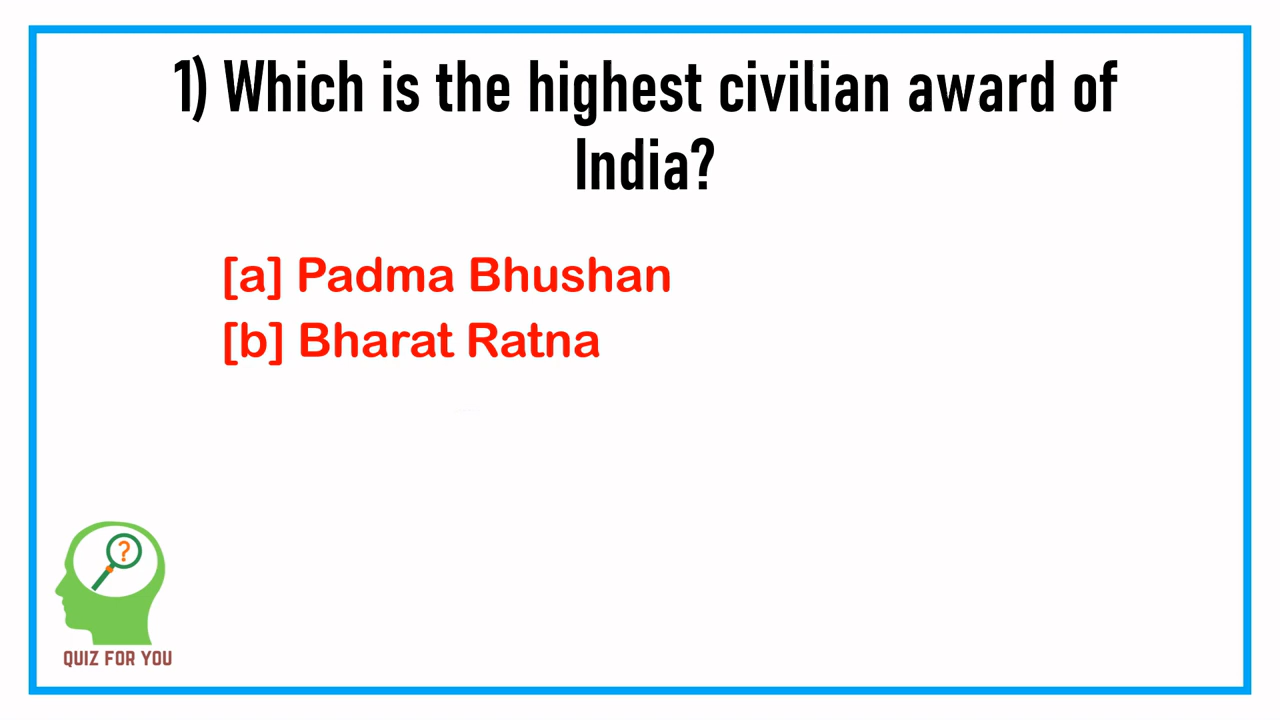 1) Which is the highest civilian award of
India?
[a] Padma Bhushan
[b] Bharat Ratna
?
QUIZ FOR YOU